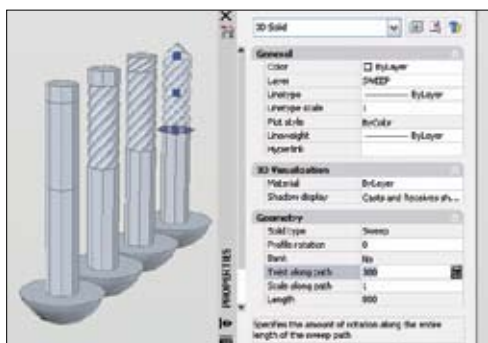 3D Solid
General
Color ByLayer
Layer SWEEP
Linetype ByLayer
Linetype scale 1
Plot style ByColor
Lineweight ByLayer
Hyperlink
3D Visualization
Material ByLayer
Shadow display Casts and Receives sh...
Geometry
Solid type Sweep
Profile rotation 0
Bank No
Twist along path 300
Scale along path 1
Length 800
PROPERTIES
Specifies the amount of rotation along the entire
length of the sweep path